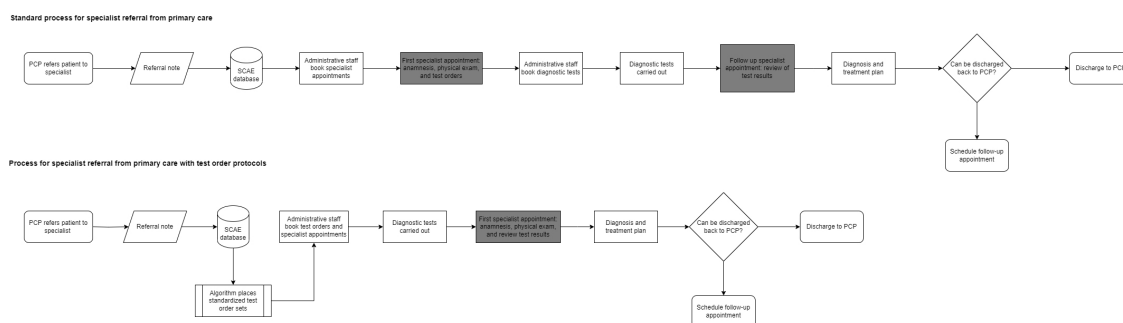 Standard process for specialist referral from primary care
PCP refers patient to
specialist
Referral note
SCAE
database
Administrative staff
book specialist
appointments
First specialist appointment:
anamnesis, physical exam,
and test orders
Administrative staff
book diagnostic tests
Diagnostic tests
carried out
Follow up specialist
appointment: review of
test results
Diagnosis and
treatment plan
Can be discharged
back to PCP?
Discharge to PCP
Schedule follow-up
appointment
Process for specialist referral from primary care with test order protocols
PCP refers patient to
specialist
Referral note
SCAE
database
Algorithm places
standardized test
order sets
Administrative staff
book test orders and
specialist appointments
Diagnostic tests
carried out
First specialist appointment:
anamnesis, physical exam,
and review test results
Diagnosis and
treatment plan
Can be discharged
back to PCP?
Discharge to PCP
Schedule follow-up
appointment